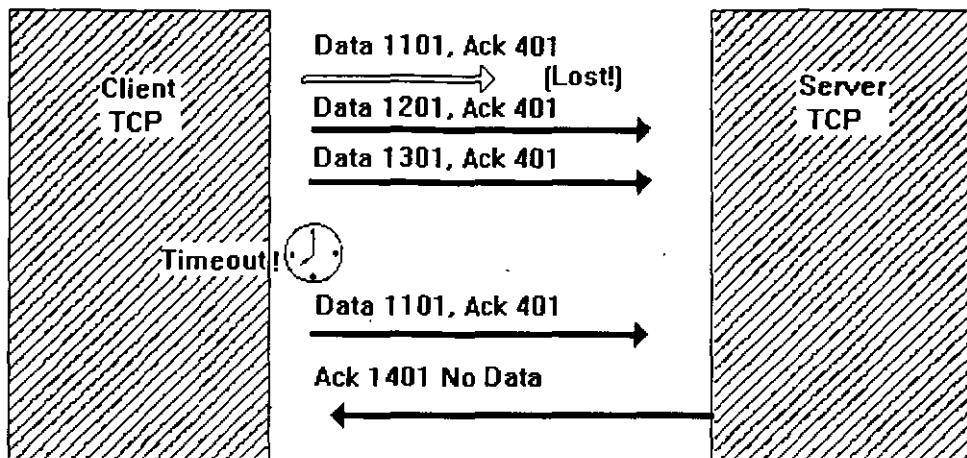 Data 1101, Ack 401
(Lost!)
Client
TCP
Server
TCP
Data 1201, Ack 401
Data 1301, Ack 401
Timeout!
Data 1101, Ack 401
Ack 1401 No Data